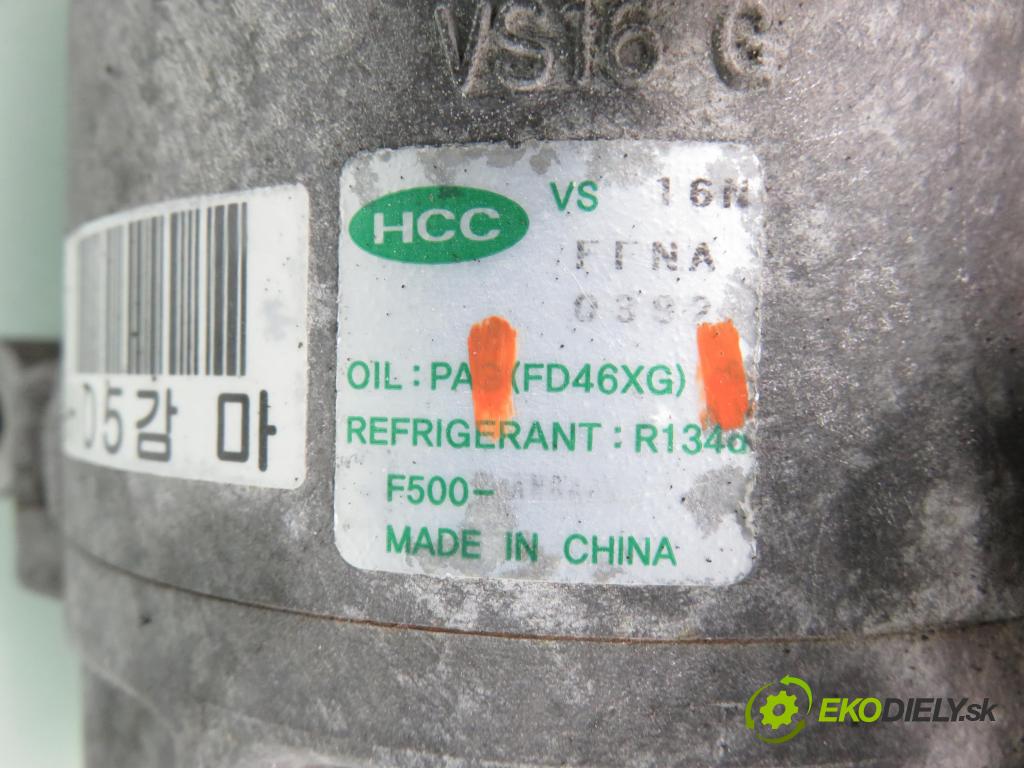 VS16 G
HCC VS 16N
FFNA
0392
OIL : PAG(FD46XG)
REFRIGERANT : R134a
F500-
MADE IN CHINA
D5감 마
EKODIELY.sk